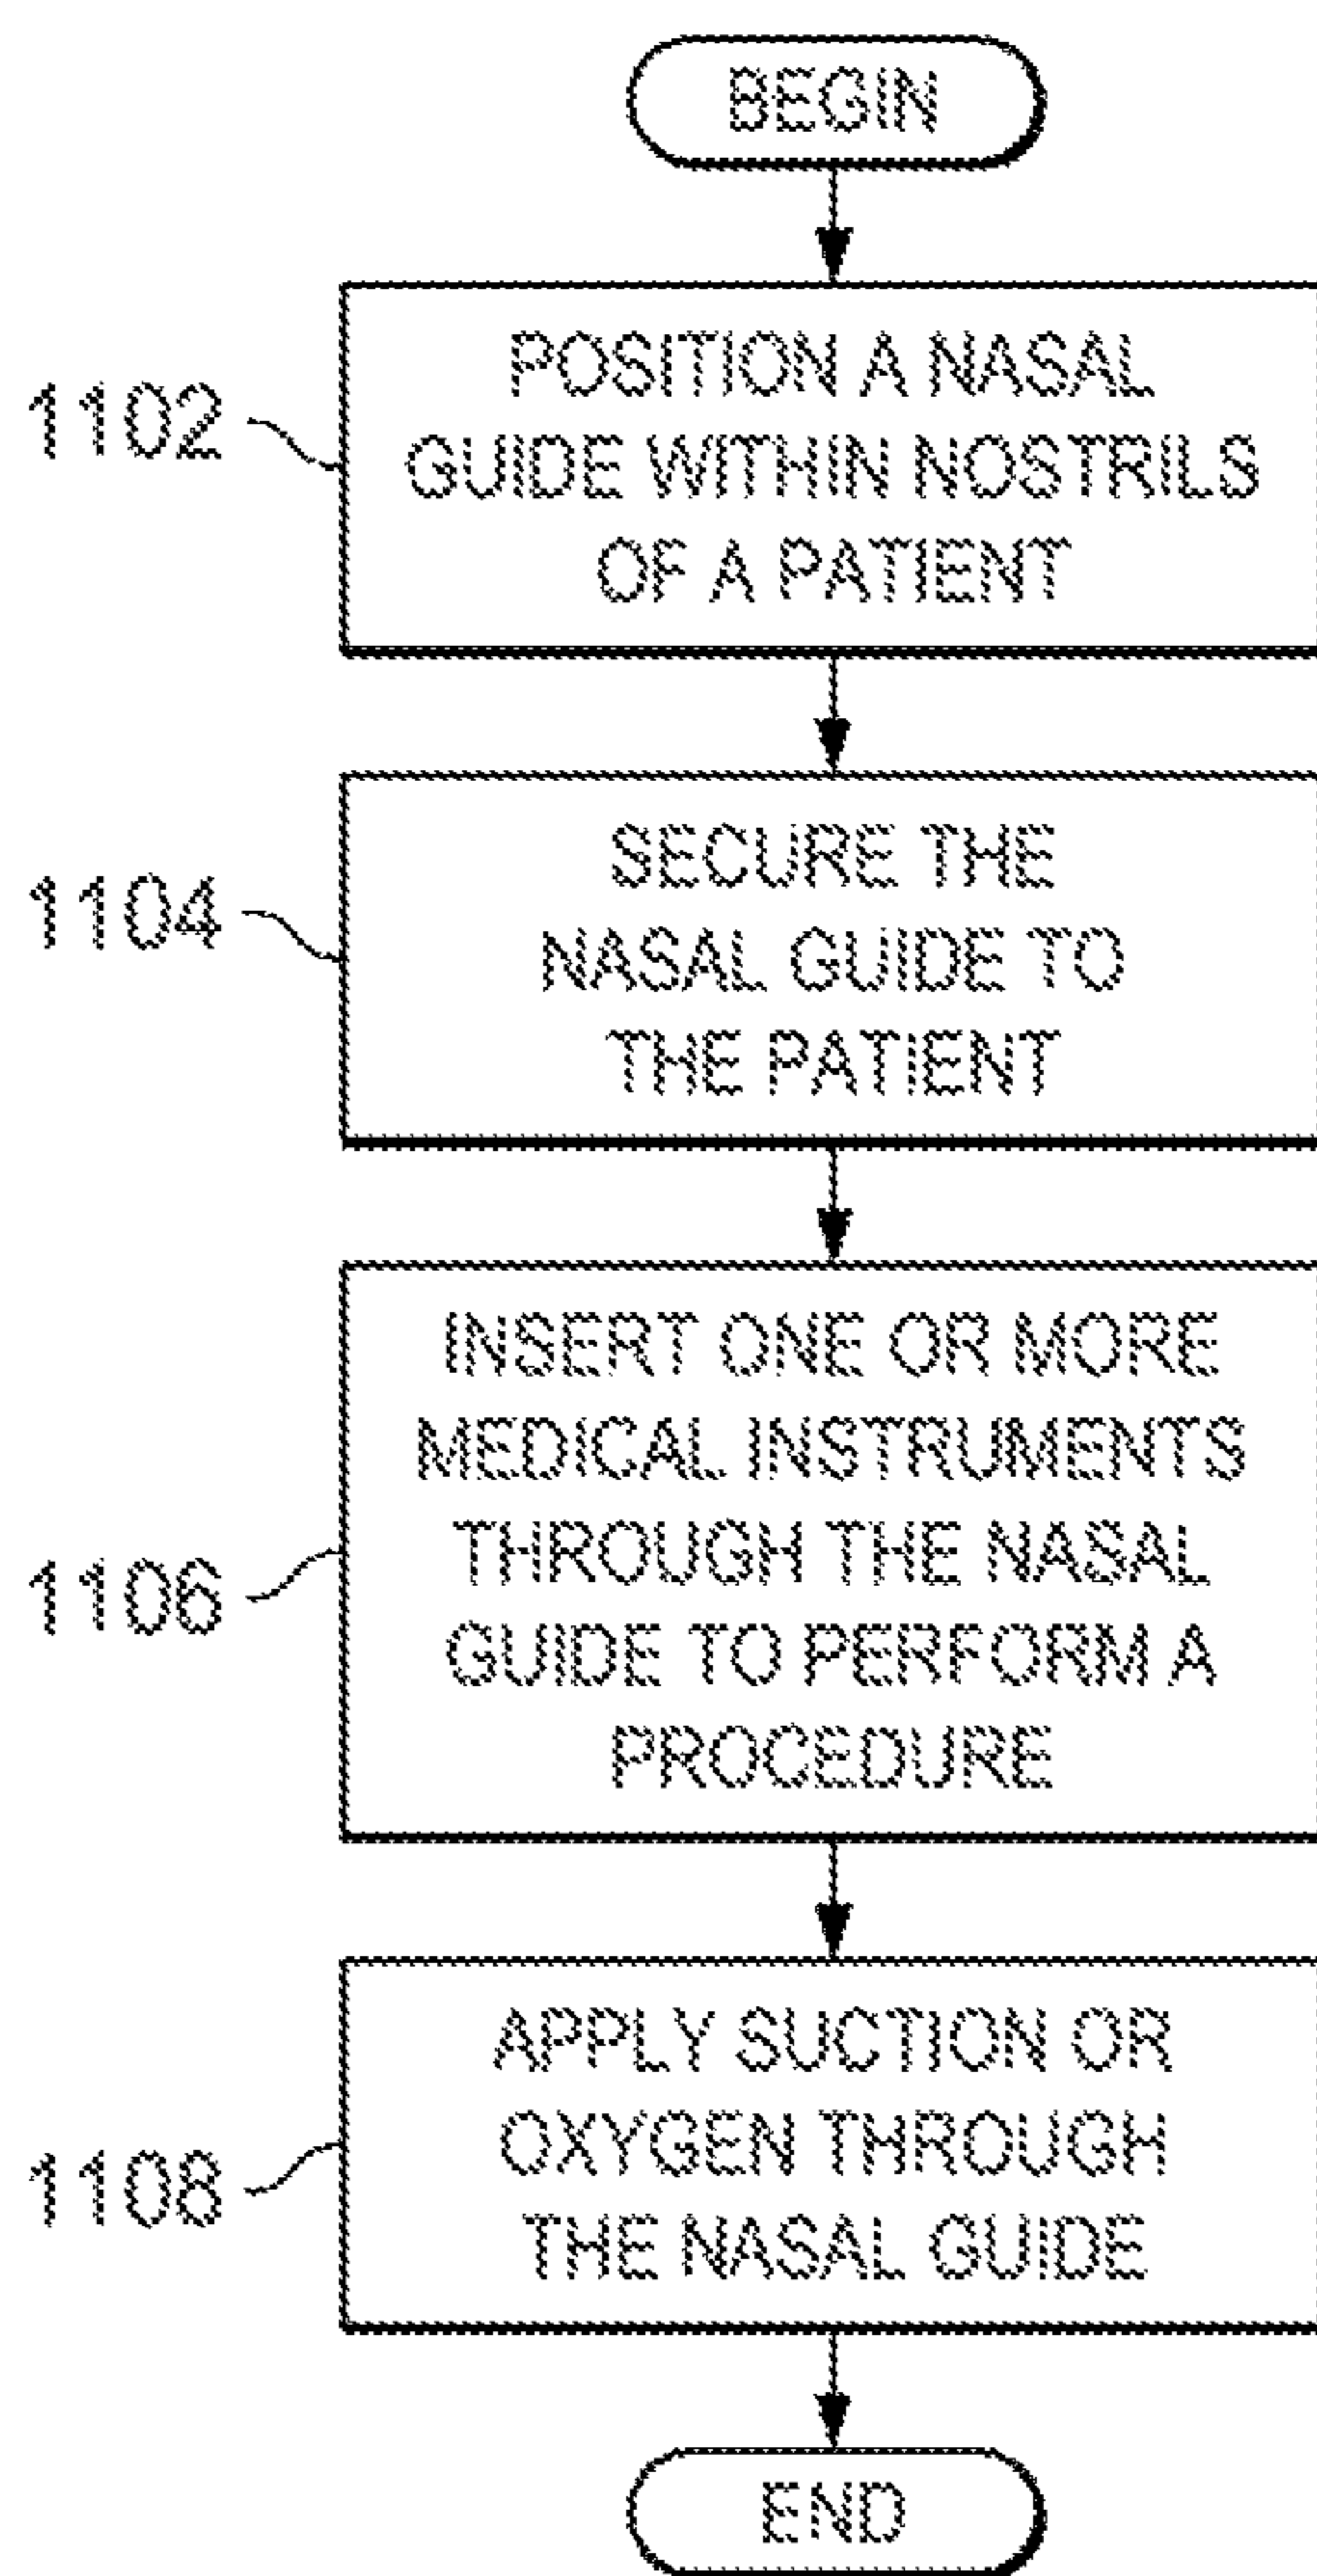 BEGIN
1102
POSITION A NASAL
GUIDE WITHIN NOSTRILS
OF A PATIENT
1104
SECURE THE
NASAL GUIDE TO
THE PATIENT
1106
INSERT ONE OR MORE
MEDICAL INSTRUMENTS
THROUGH THE NASAL
GUIDE TO PERFORM A
PROCEDURE
1108
APPLY SUCTION OR
OXYGEN THROUGH
THE NASAL GUIDE
END